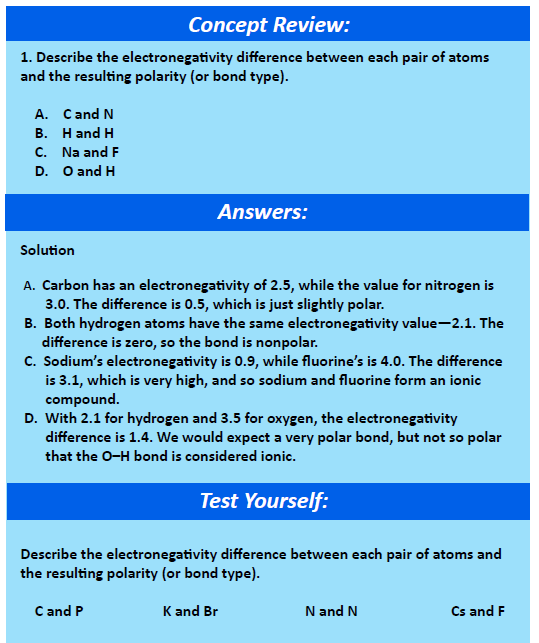 Concept Review:
1. Describe the electronegativity difference between each pair of atoms
and the resulting polarity (or bond type).
A. C and N
B. H and H
C. Na and F
D. O and H
Answers:
Solution
A. Carbon has an electronegativity of 2.5, while the value for nitrogen is
3.0. The difference is 0.5, which is just slightly polar.
B. Both hydrogen atoms have the same electronegativity value—2.1. The
difference is zero, so the bond is nonpolar.
C. Sodium's electronegativity is 0.9, while fluorine's is 4.0. The difference
is 3.1, which is very high, and so sodium and fluorine form an ionic
compound.
D. With 2.1 for hydrogen and 3.5 for oxygen, the electronegativity
difference is 1.4. We would expect a very polar bond, but not so polar
that the O–H bond is considered ionic.
Test Yourself:
Describe the electronegativity difference between each pair of atoms and
the resulting polarity (or bond type).
C and P K and Br N and N Cs and F